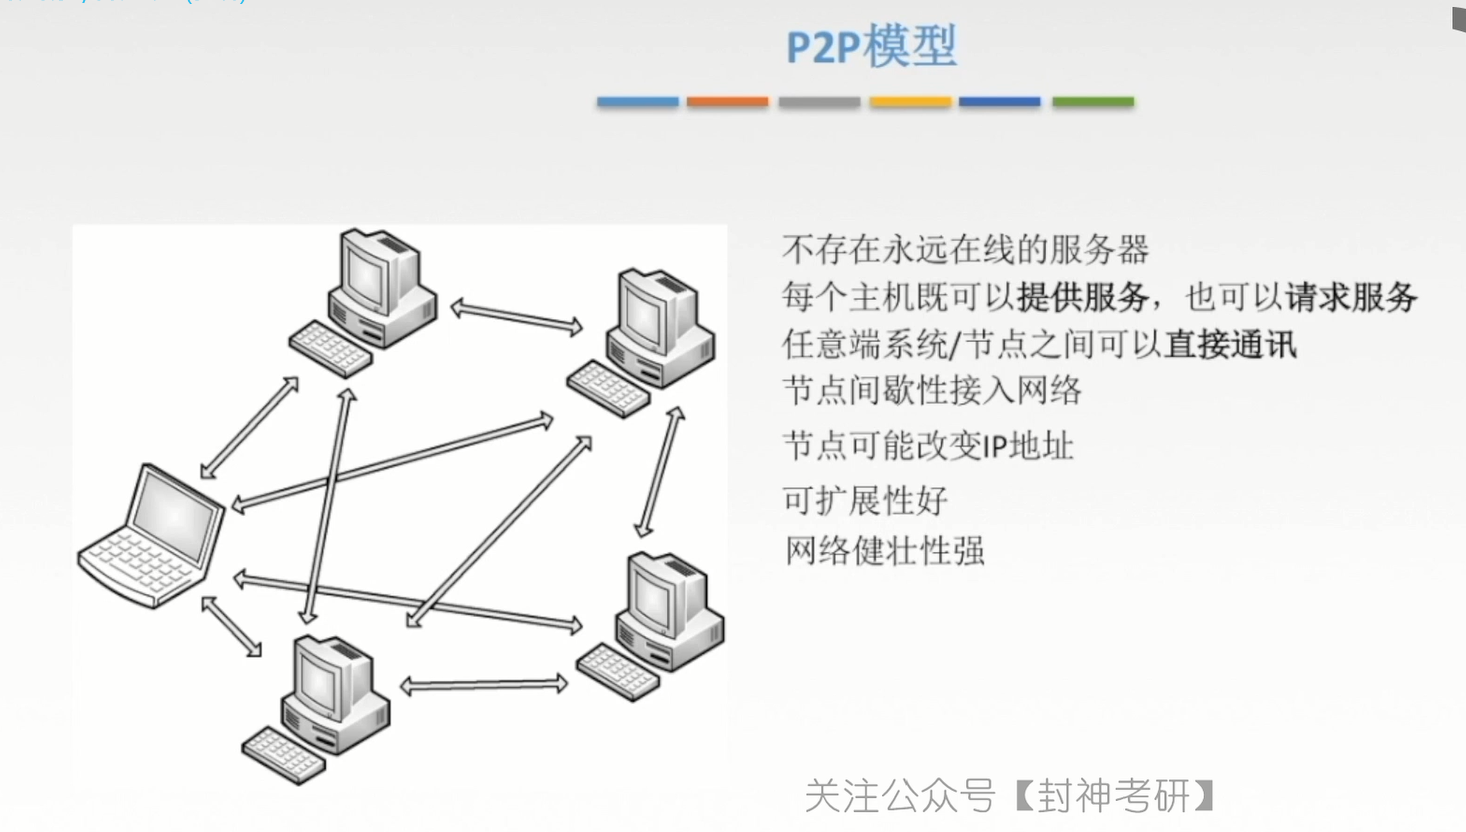 P2P模型
不存在永远在线的服务器
每个主机既可以提供服务，也可以请求服务
任意端系统/节点之间可以直接通讯
节点间歇性接入网络
节点可能改变IP地址
可扩展性好
网络健壮性强
关注公众号【封神考研】